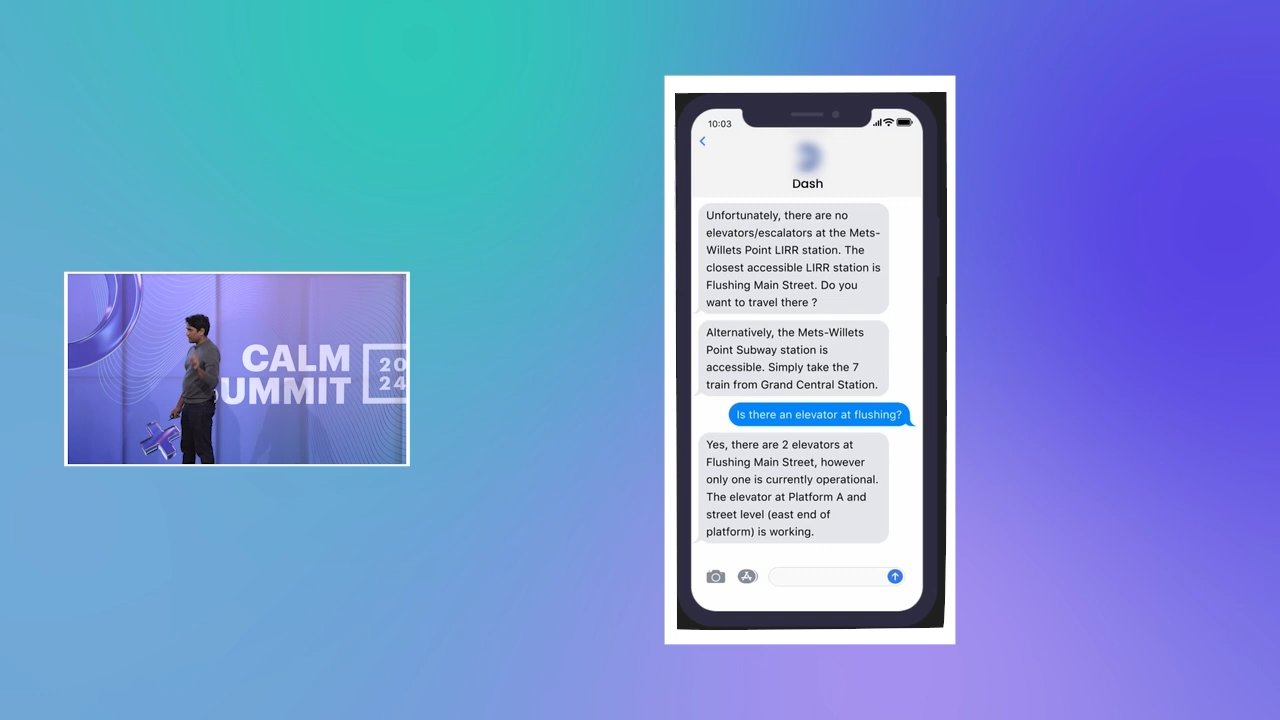 CALM
UMMIT
20
24
10:03
Dash
Unfortunately, there are no
elevators/escalators at the Mets-
Willets Point LIRR station. The
closest accessible LIRR station is
Flushing Main Street. Do you
want to travel there ?
Alternatively, the Mets-Willets
Point Subway station is
accessible. Simply take the 7
train from Grand Central Station.
Is there an elevator at flushing?
Yes, there are 2 elevators at
Flushing Main Street, however
only one is currently operational.
The elevator at Platform A and
street level (east end of
platform) is working.